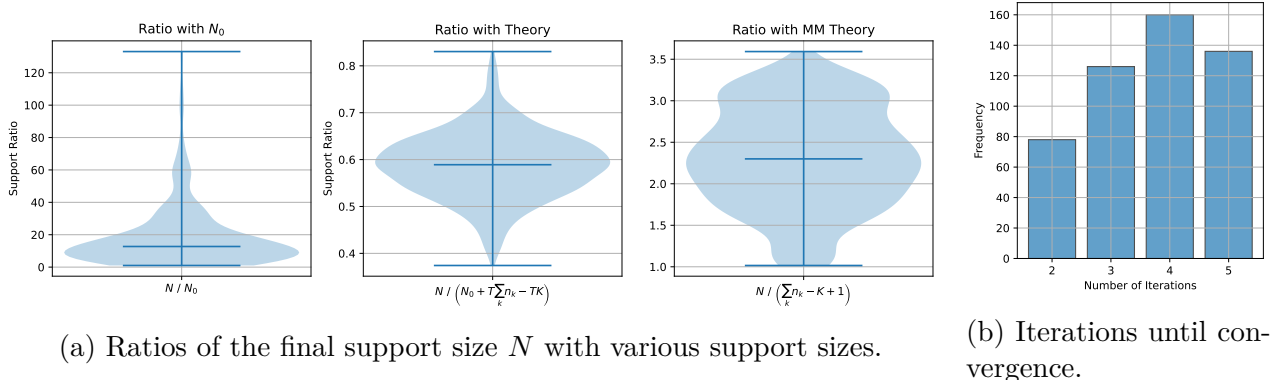 Ratio with N₀
Support Ratio
120
100
80
60
40
20
0
N / N₀
Ratio with Theory
Support Ratio
0.8
0.7
0.6
0.5
0.4
N / (N₀ + T∑ₖ nₖ − TK)
Ratio with MM Theory
3.5
3.0
2.5
2.0
1.5
1.0
N / (∑ₖ nₖ − K + 1)
(a) Ratios of the final support size N with various support sizes.
Frequency
160
140
120
100
80
60
40
20
0
2 3 4 5
Number of Iterations
(b) Iterations until con-
vergence.